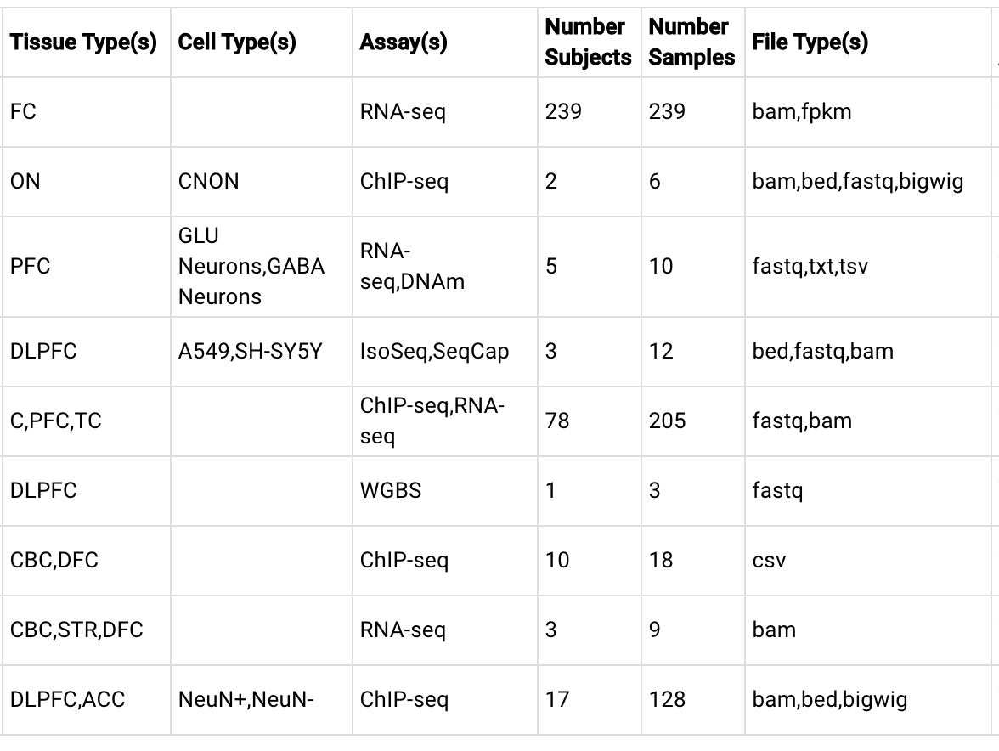 Tissue Type(s) Cell Type(s) Assay(s) Number Subjects Number Samples File Type(s)
FC RNA-seq 239 239 bam,fpkm
ON CNON ChIP-seq 2 6 bam,bed,fastq,bigwig
PFC GLU Neurons,GABA Neurons RNA-seq,DNAm 5 10 fastq,txt,tsv
DLPFC A549,SH-SY5Y IsoSeq,SeqCap 3 12 bed,fastq,bam
C,PFC,TC ChIP-seq,RNA-seq 78 205 fastq,bam
DLPFC WGBS 1 3 fastq
CBC,DFC ChIP-seq 10 18 csv
CBC,STR,DFC RNA-seq 3 9 bam
DLPFC,ACC NeuN+,NeuN- ChIP-seq 17 128 bam,bed,bigwig